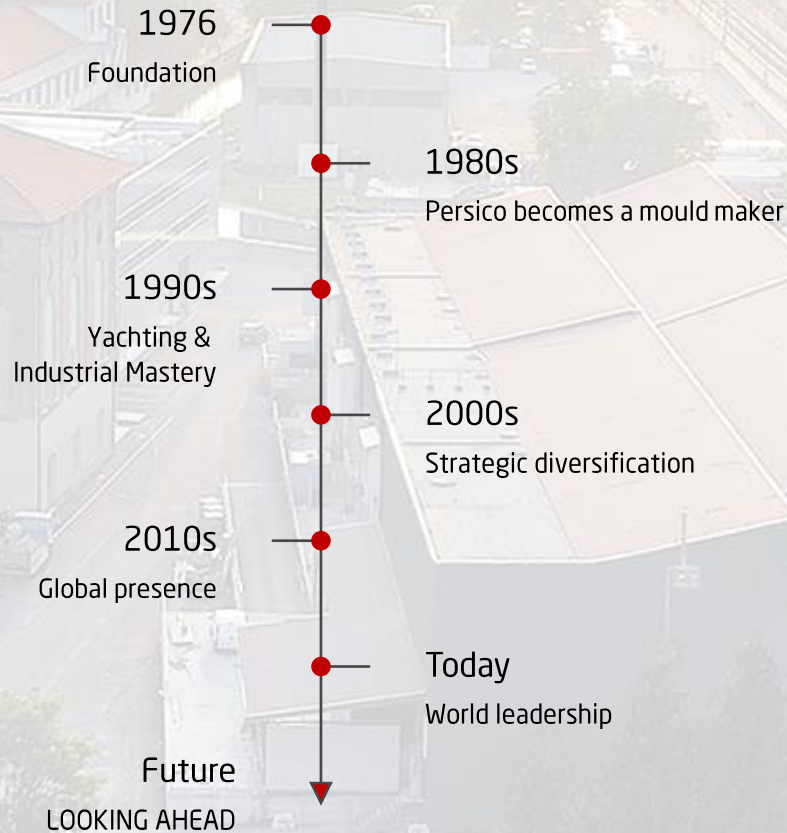 1976
Foundation
1980s
Persico becomes a mould maker
1990s
Yachting &
Industrial Mastery
2000s
Strategic diversification
2010s
Global presence
Today
World leadership
Future
LOOKING AHEAD